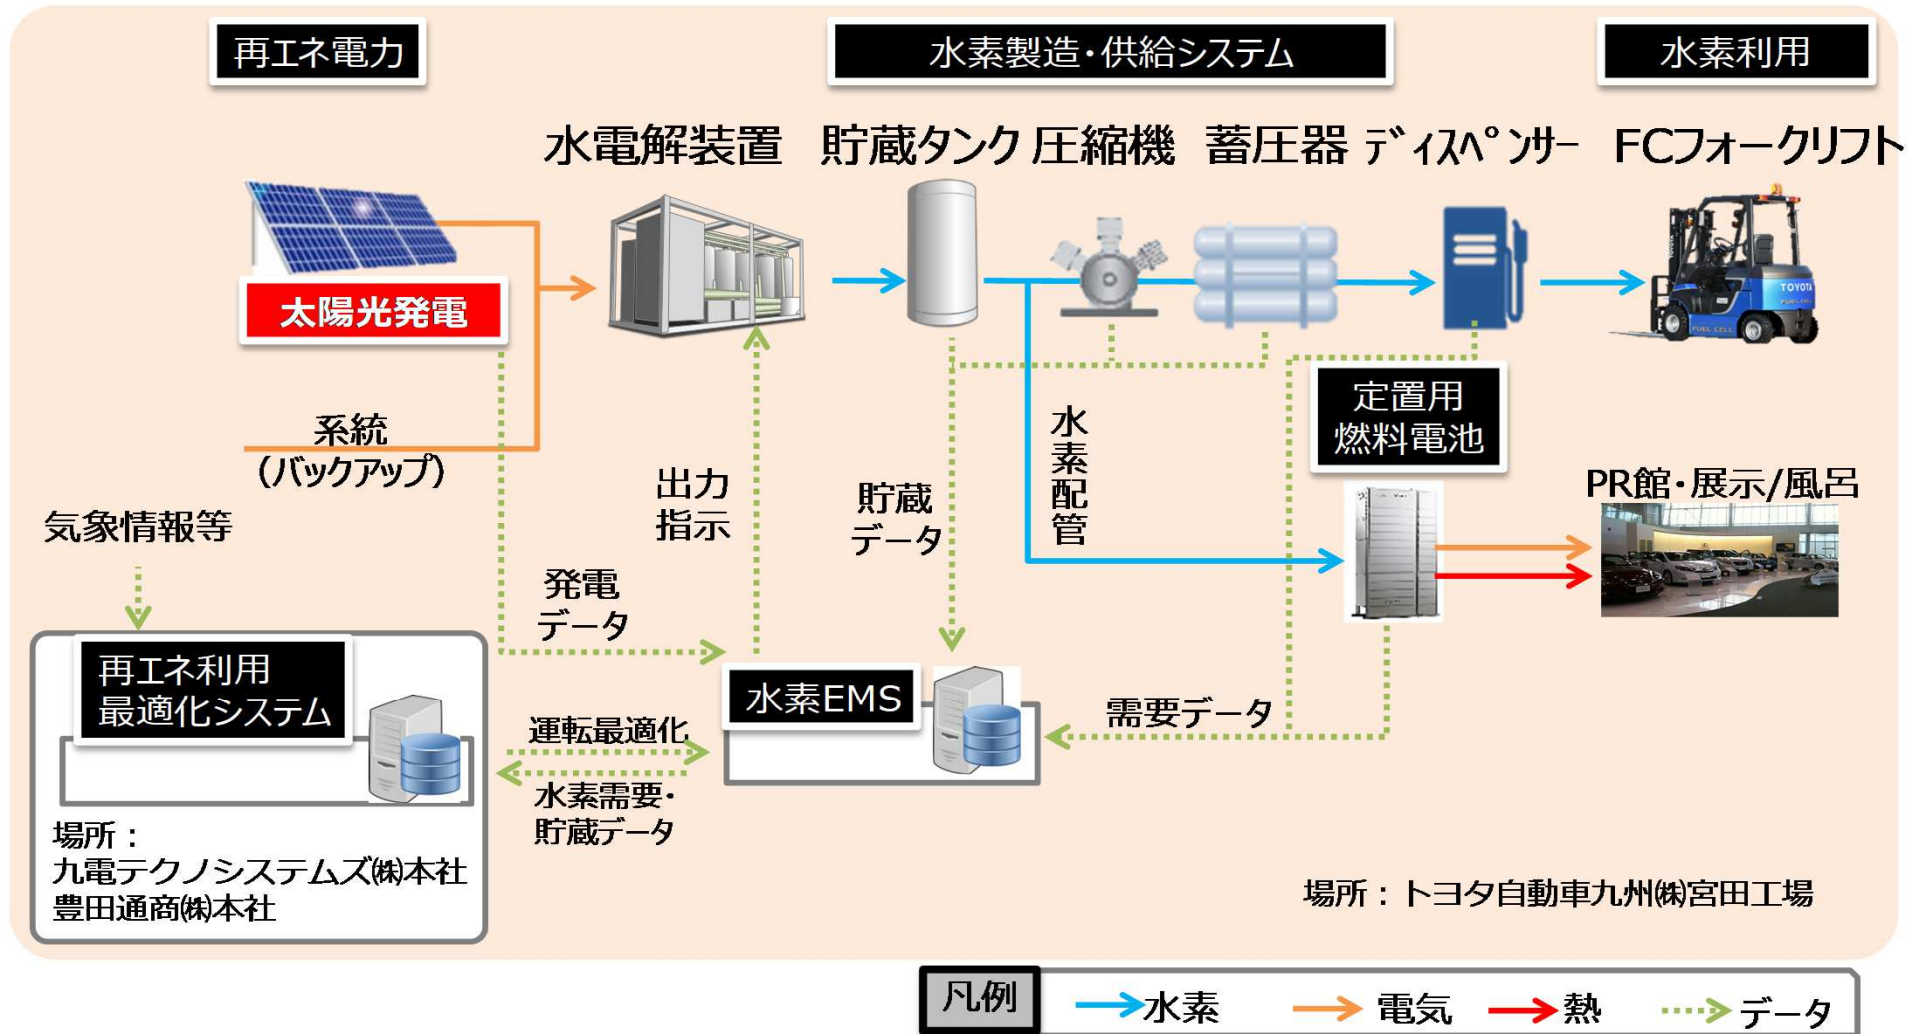 再エネ電力
水素製造・供給システム
水素利用
水電解装置
貯蔵タンク
圧縮機
蓄圧器
ディスペンサー
FCフォークリフト
太陽光発電
TOYOTA
FUEL CELL
FUEL CELL
定置用
燃料電池
系統
(バックアップ)
水素配管
出力
指示
貯蔵
データ
PR館・展示/風呂
気象情報等
発電
データ
再エネ利用
最適化システム
水素EMS
需要データ
運転最適化
水素需要・
貯蔵データ
場所：
九電テクノシステムズ㈱本社
豊田通商㈱本社
場所：トヨタ自動車九州㈱宮田工場
凡例
水素
電気
熱
データ